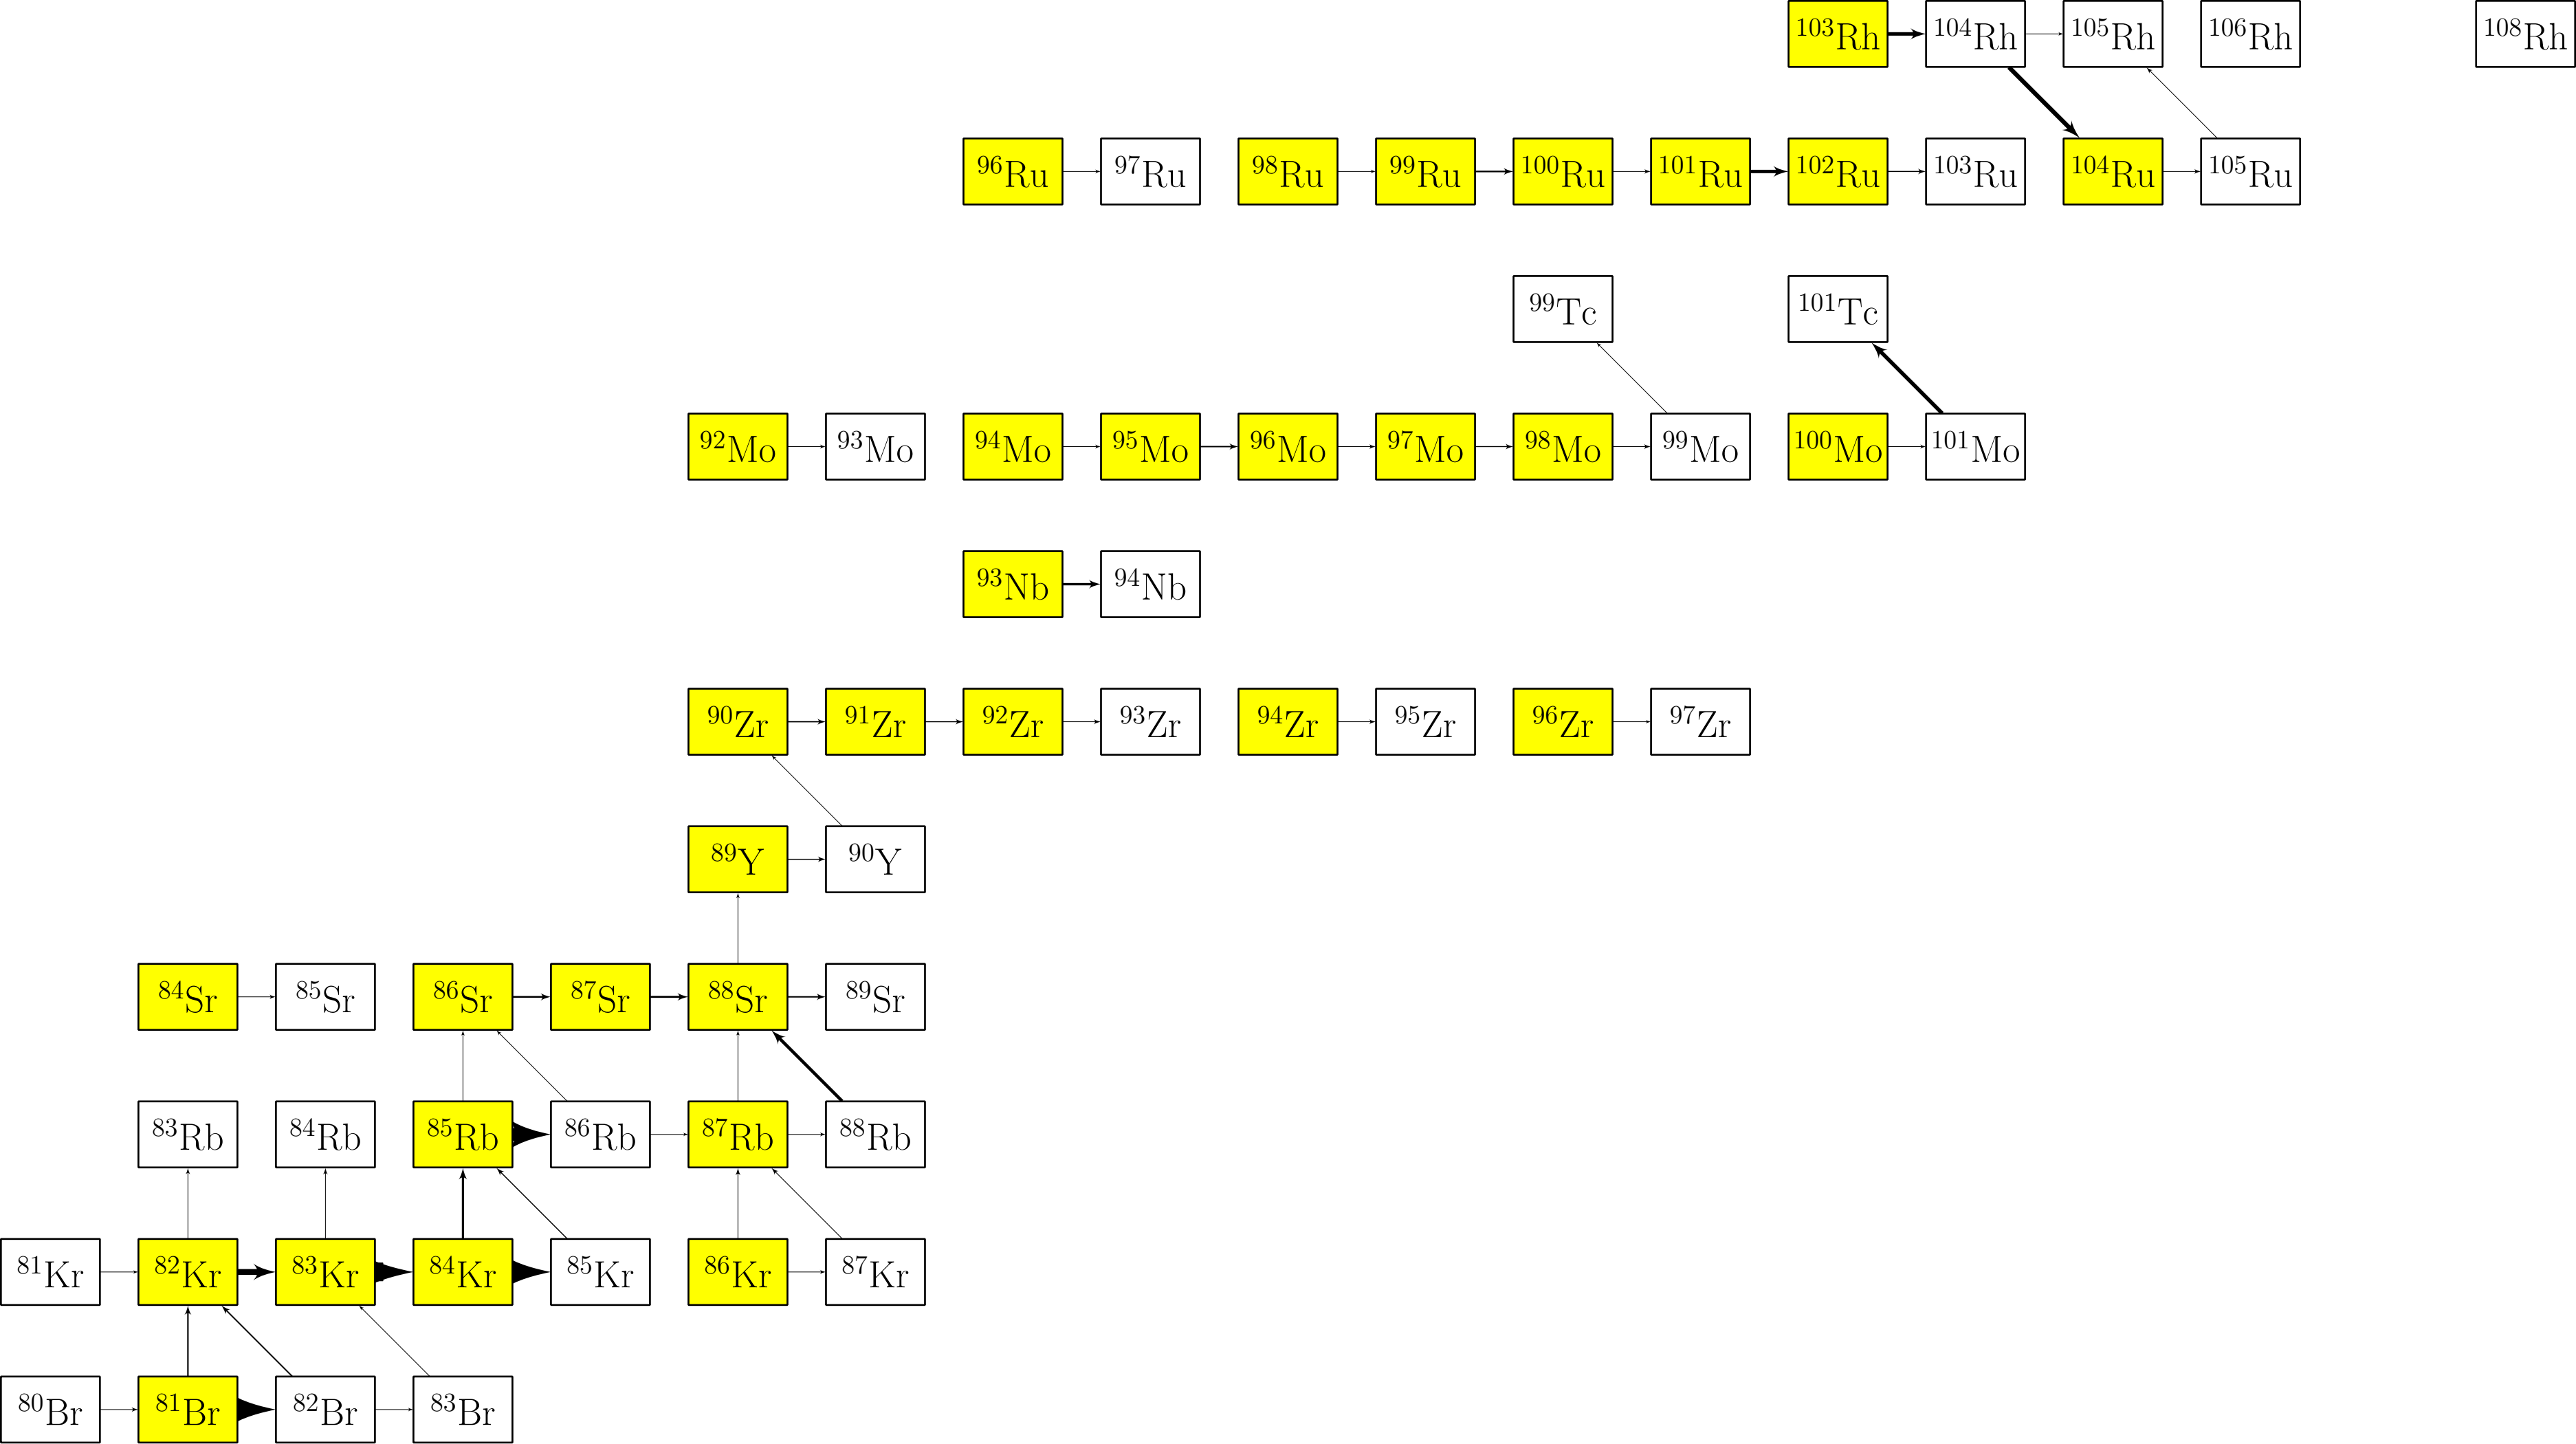 103Rh 104Rh 105Rh 106Rh 108Rh
96Ru 97Ru 98Ru 99Ru 100Ru 101Ru 102Ru 103Ru 104Ru 105Ru
99Tc 101Tc
92Mo 93Mo 94Mo 95Mo 96Mo 97Mo 98Mo 99Mo 100Mo 101Mo
93Nb 94Nb
90Zr 91Zr 92Zr 93Zr 94Zr 95Zr 96Zr 97Zr
89Y 90Y
84Sr 85Sr 86Sr 87Sr 88Sr 89Sr
83Rb 84Rb 85Rb 86Rb 87Rb 88Rb
81Kr 82Kr 83Kr 84Kr 85Kr 86Kr 87Kr
80Br 81Br 82Br 83Br